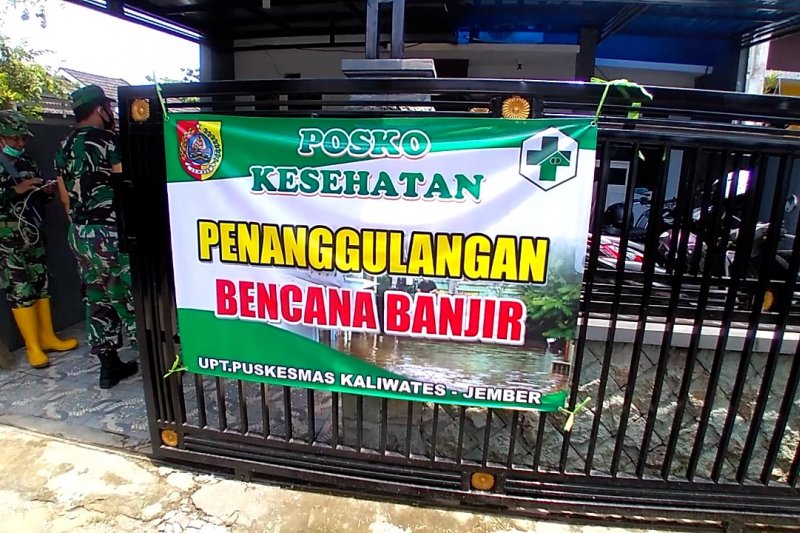 POSKO
KESEHATAN
PENANGGULANGAN
BENCANA BANJIR
UPT.PUSKESMAS KALIWATES - JEMBER